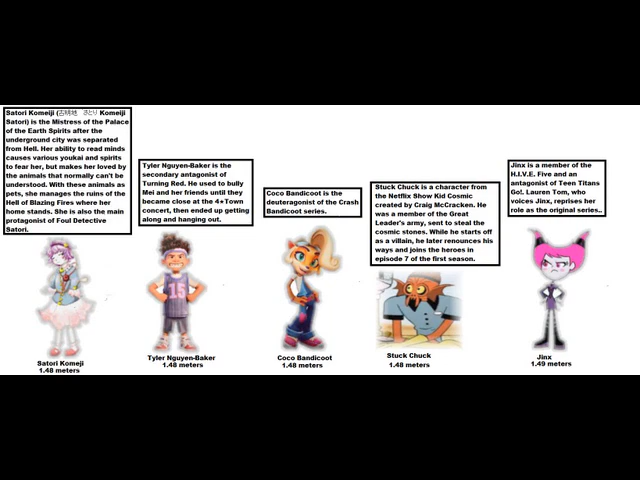 Satori Komeiji (古明地　さとり Komeiji
Satori) is the Mistress of the Palace
of the Earth Spirits after the
underground city was separated
from Hell. Her ability to read minds
causes various youkai and spirits
to fear her, but makes her loved by
the animals that normally can't be
understood. With these animals as
pets, she manages the ruins of the
Hell of Blazing Fires where her
home stands. She is also the main
protagonist of Foul Detective
Satori.
Tyler Nguyen-Baker is the
secondary antagonist of
Turning Red. He used to bully
Mei and her friends until they
became close at the 4★Town
concert, then ended up getting
along and hanging out.
Coco Bandicoot is the
deuteragonist of the Crash
Bandicoot series.
Stuck Chuck is a character from
the Netflix Show Kid Cosmic
created by Craig McCracken. He
was a member of the Great
Leader's army, sent to steal the
cosmic stones. While he starts off
as a villain, he later renounces his
ways and joins the heroes in
episode 7 of the first season.
Jinx is a member of the
H.I.V.E. Five and an
antagonist of Teen Titans
Go!. Lauren Tom, who
voices Jinx, reprises her
role as the original series..
15
Satori Komeji
1.48 meters
Tyler Nguyen-Baker
1.48 meters
Coco Bandicoot
1.48 meters
Stuck Chuck
1.48 meters
Jinx
1.49 meters